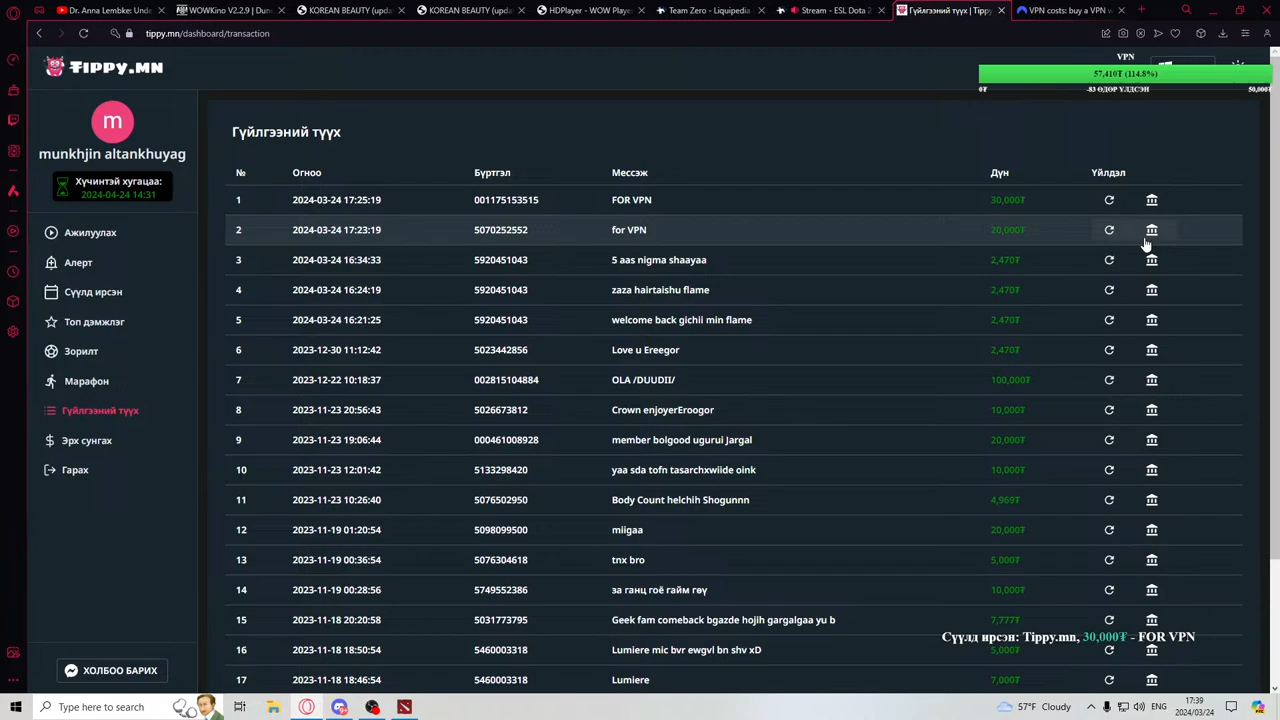 Dr. Anna Lembke: Unde
WOWKino V2.2.9 | Dune
KOREAN BEAUTY (upda
KOREAN BEAUTY (upda
HDPlayer - WOW Playe
Team Zero - Liquipedia
Stream - ESL Dota 2
Гүйлгээний түүх | Tippy
VPN costs: buy a VPN w
tippy.mn/dashboard/transaction
TIPPY.MN
VPN
57,410₮ (114.8%)
0₮ -83 ӨДӨР ҮЛДСЭН 50,000₮
m
munkhjin altankhuyag
Хүчинтэй хугацаа:
2024-04-24 14:31
Ажилуулах
Алерт
Сүүлд ирсэн
Топ дэмжлэг
Зорилт
Марафон
Гүйлгээний түүх
Эрх сунгах
Гарах
ХОЛБОО БАРИХ
Гүйлгээний түүх
№ Огноо Бүртгэл Мессэж Дүн Үйлдэл
1 2024-03-24 17:25:19 001175153515 FOR VPN 30,000₮
2 2024-03-24 17:23:19 5070252552 for VPN 20,000₮
3 2024-03-24 16:34:33 5920451043 5 aas nigma shaayaa 2,470₮
4 2024-03-24 16:24:19 5920451043 zaza hairtaishu flame 2,470₮
5 2024-03-24 16:21:25 5920451043 welcome back gichii min flame 2,470₮
6 2023-12-30 11:12:42 5023442856 Love u Ereegor 2,470₮
7 2023-12-22 10:18:37 002815104884 OLA /DUUDII/ 100,000₮
8 2023-11-23 20:56:43 5026673812 Crown enjoyerEroogor 10,000₮
9 2023-11-23 19:06:44 000461008928 member bolgood ugurui Jargal 20,000₮
10 2023-11-23 12:01:42 5133298420 yaa sda tofn tasarchxwiide oink 10,000₮
11 2023-11-23 10:26:40 5076502950 Body Count helchih Shogunnn 4,969₮
12 2023-11-19 01:20:54 5098099500 miigaa 20,000₮
13 2023-11-19 00:36:54 5076304618 tnx bro 5,000₮
14 2023-11-19 00:28:56 5749552386 за ганц гоё гайм гөү 10,000₮
15 2023-11-18 20:20:58 5031773795 Geek fam comeback bgazde hojih gargalgaa yu b 7,777₮
Сүүлд ирсэн: Tippy.mn, 30,000₮ - FOR VPN
16 2023-11-18 18:50:54 5460003318 Lumiere mic bvr ewgvl bn shv xD 5,000₮
17 2023-11-18 18:46:54 5460003318 Lumiere 7,000₮
Type here to search
57°F Cloudy
ENG
17:39
2024/03/24